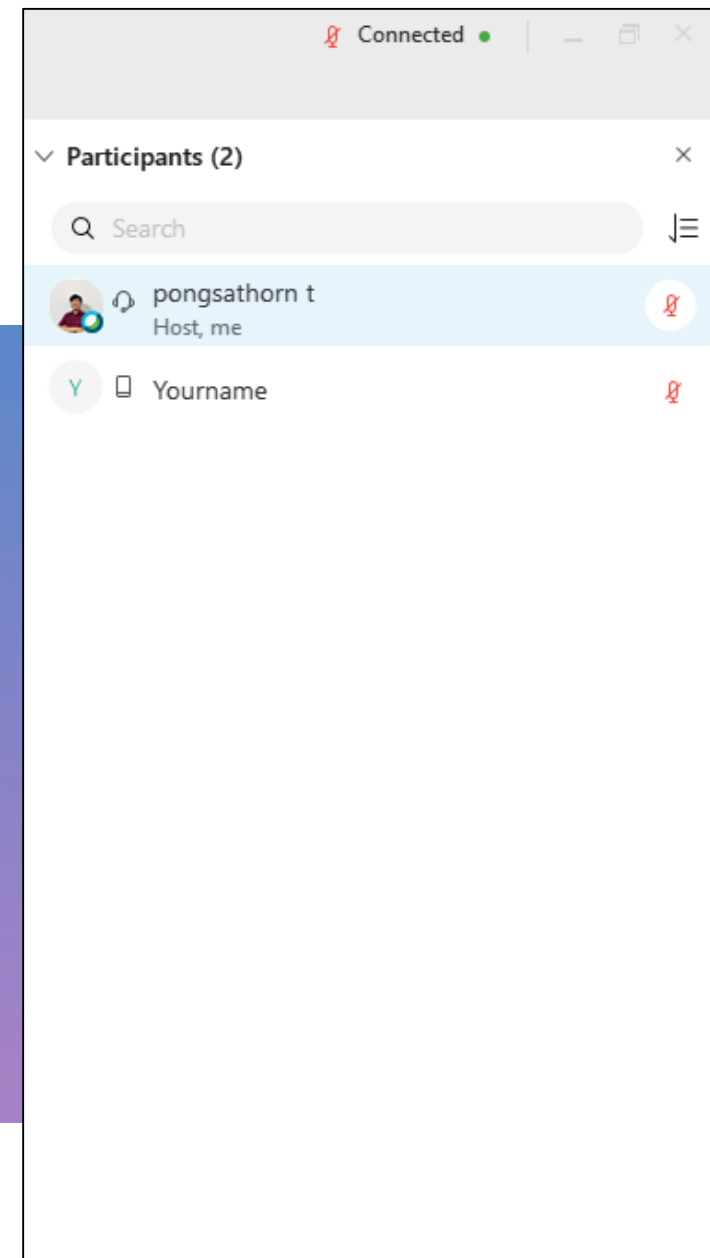 Connected
Participants (2)
Search
pongsathorn t
Host, me
Y
Yourname